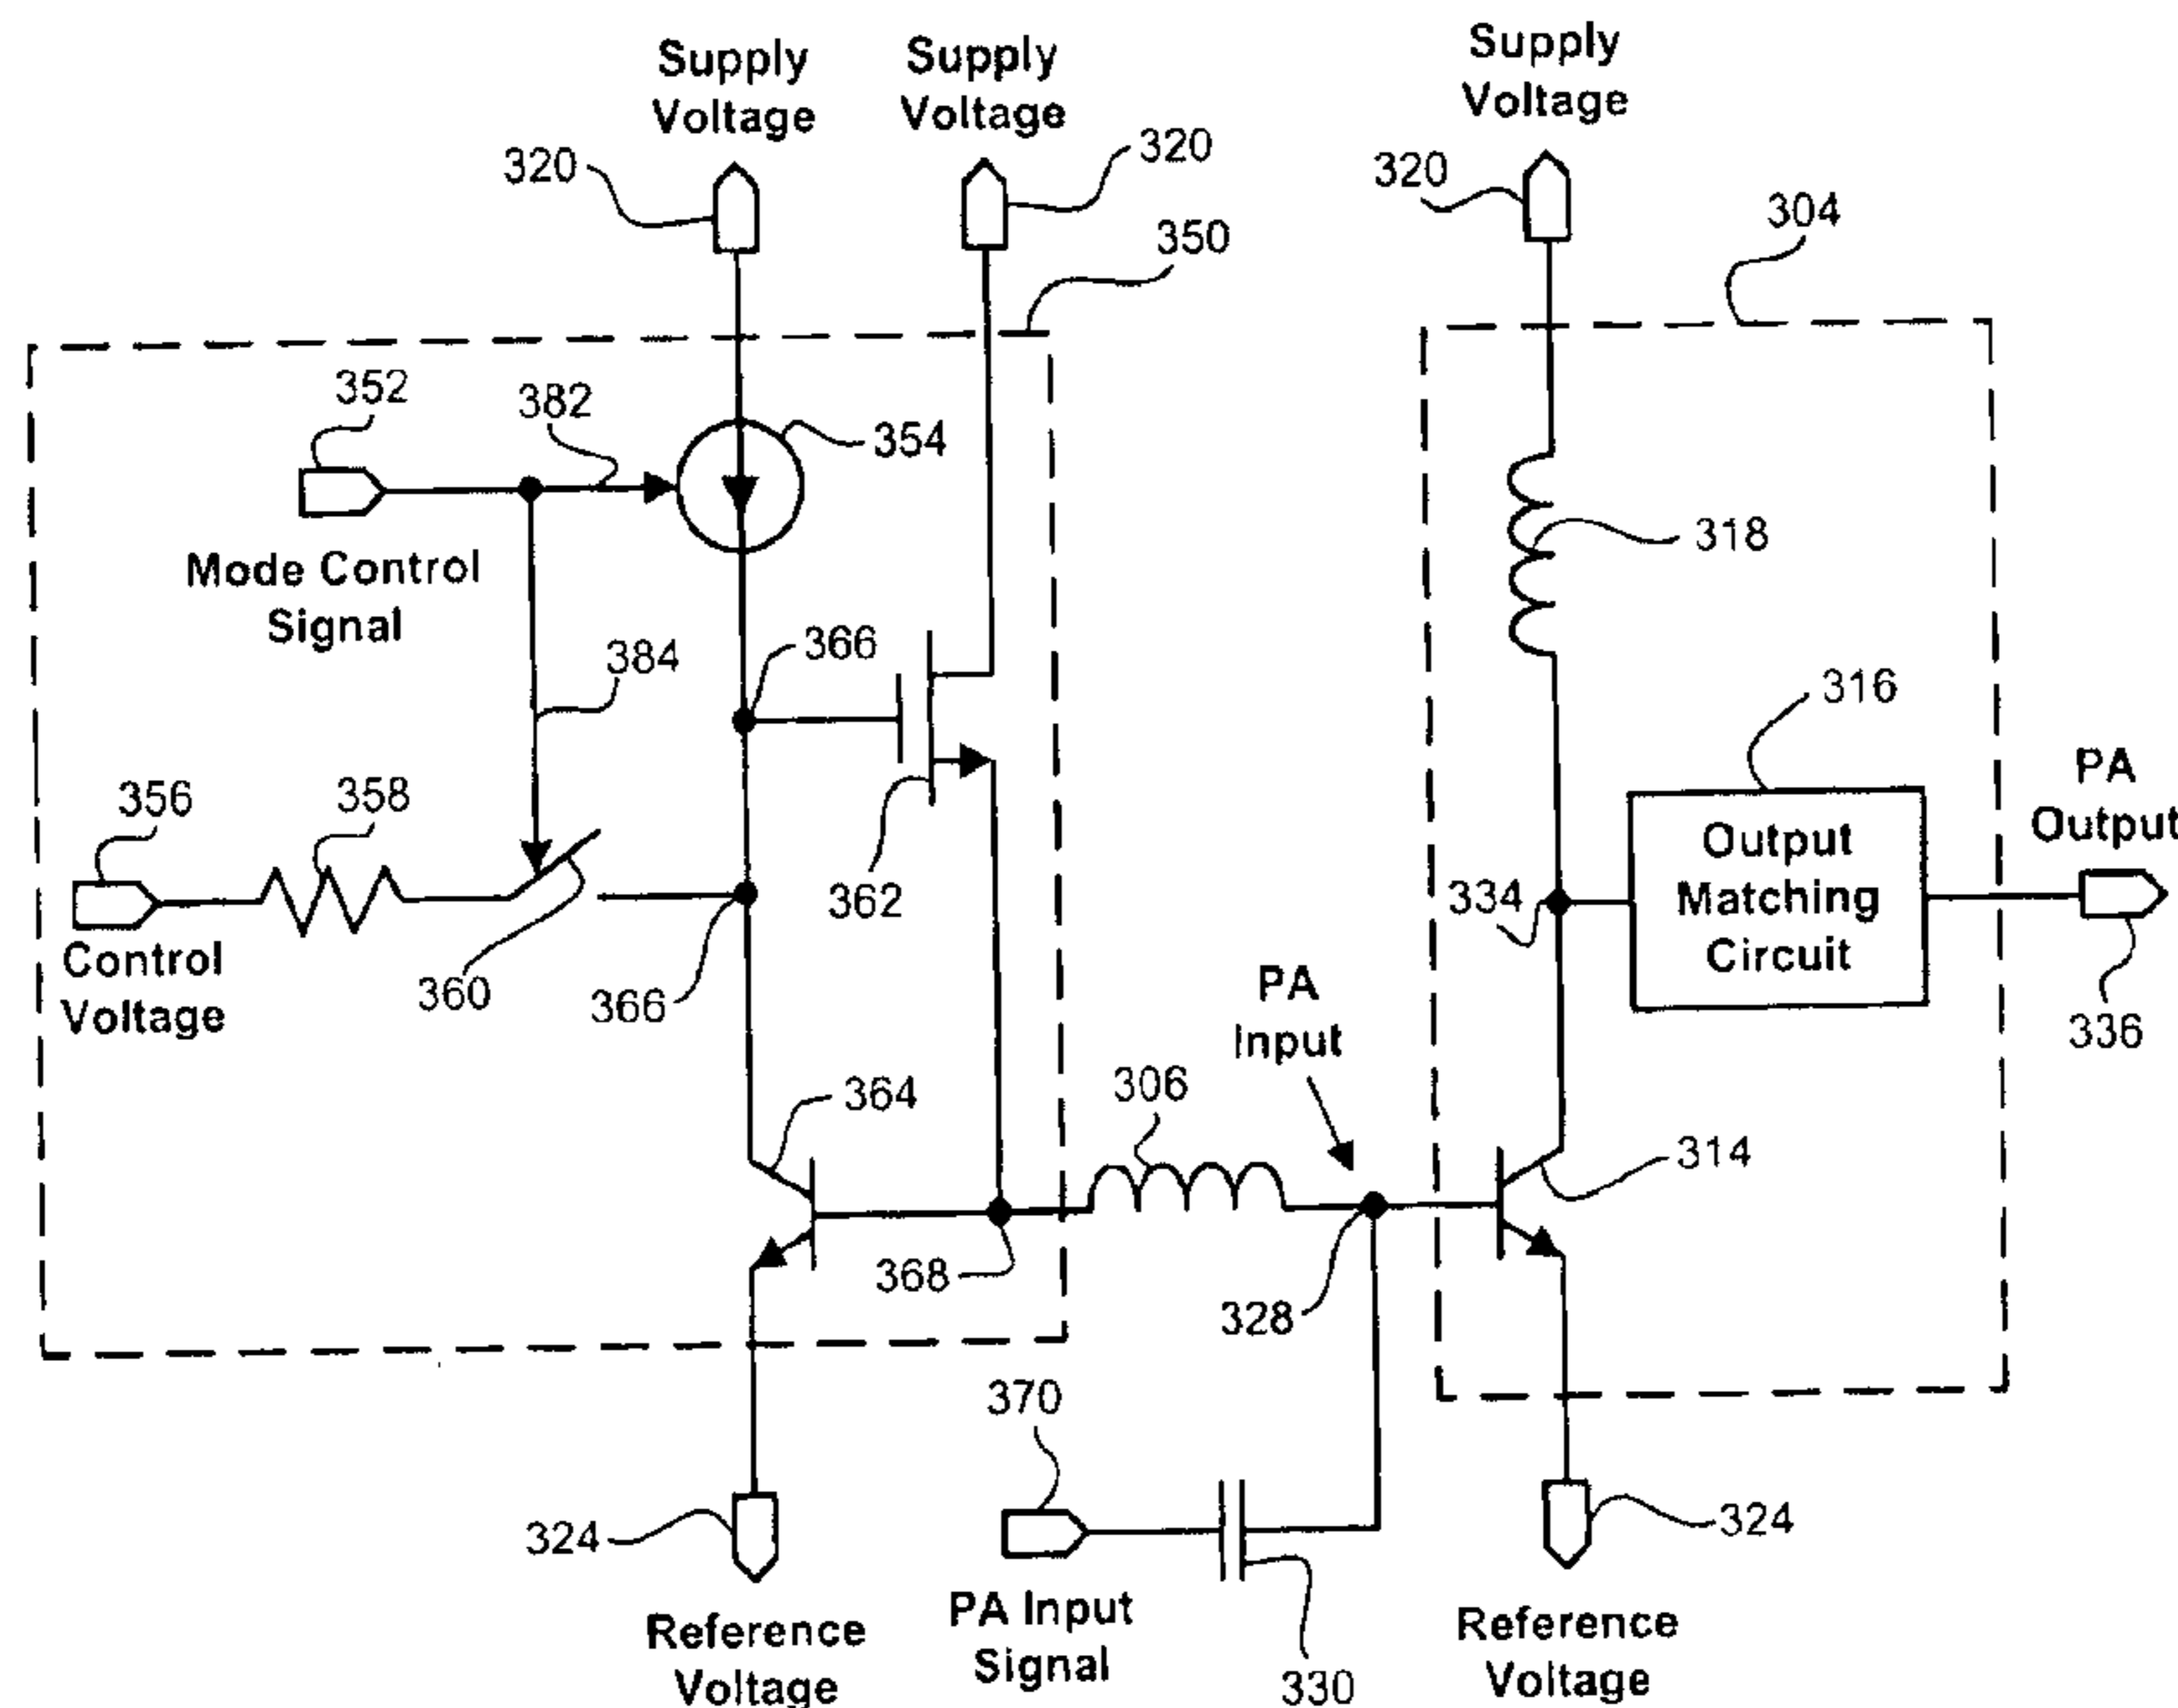 Supply
Voltage
Supply
Voltage
Supply
Voltage
320
320
320
304
350
352
382
354
Mode Control
Signal
318
366
384
316
PA
Output
356
358
Output
Matching
Circuit
362
334
Control
Voltage
360
366
PA
Input
336
306
364
314
368
328
370
324
324
PA Input
Signal
Reference
Voltage
330
Reference
Voltage